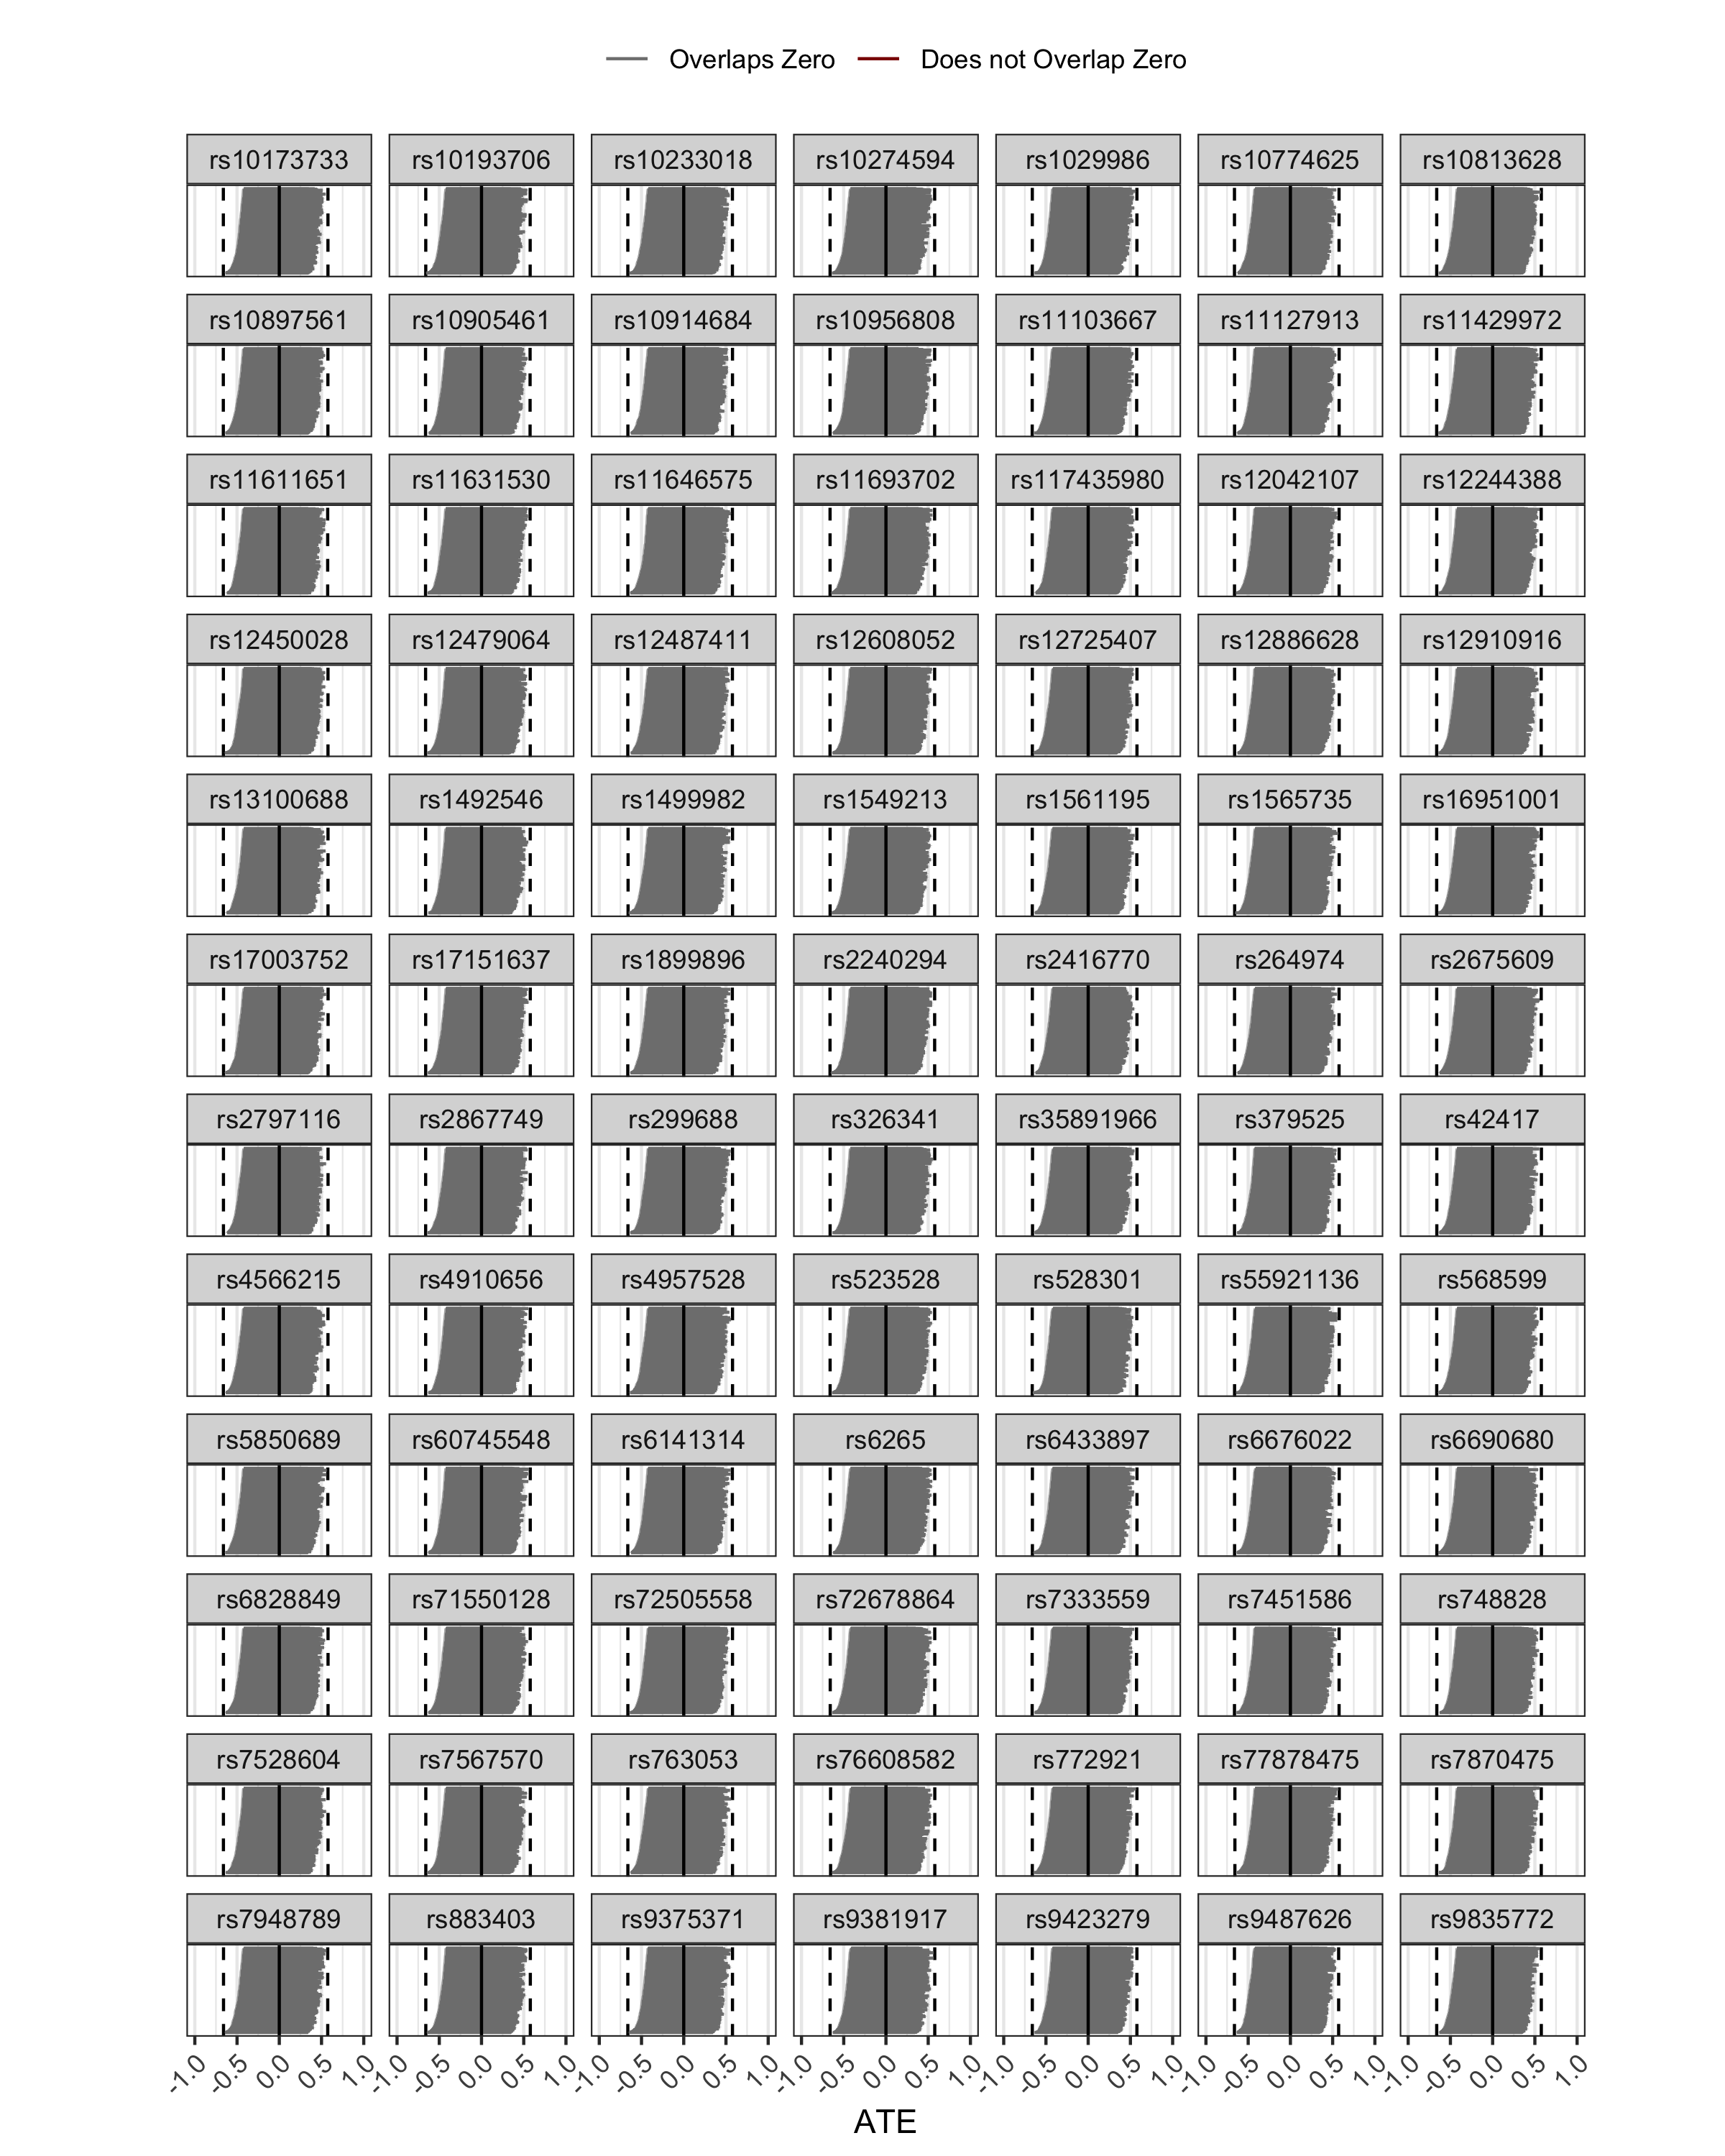 Overlaps Zero Does not Overlap Zero
rs10173733 rs10193706 rs10233018 rs10274594 rs1029986 rs10774625 rs10813628
rs10897561 rs10905461 rs10914684 rs10956808 rs11103667 rs11127913 rs11429972
rs11611651 rs11631530 rs11646575 rs11693702 rs117435980 rs12042107 rs12244388
rs12450028 rs12479064 rs12487411 rs12608052 rs12725407 rs12886628 rs12910916
rs13100688 rs1492546 rs1499982 rs1549213 rs1561195 rs1565735 rs16951001
rs17003752 rs17151637 rs1899896 rs2240294 rs2416770 rs264974 rs2675609
rs2797116 rs2867749 rs299688 rs326341 rs35891966 rs379525 rs42417
rs4566215 rs4910656 rs4957528 rs523528 rs528301 rs55921136 rs568599
rs5850689 rs60745548 rs6141314 rs6265 rs6433897 rs6676022 rs6690680
rs6828849 rs71550128 rs72505558 rs72678864 rs7333559 rs7451586 rs748828
rs7528604 rs7567570 rs763053 rs76608582 rs772921 rs77878475 rs7870475
rs7948789 rs883403 rs9375371 rs9381917 rs9423279 rs9487626 rs9835772
-1.0 -0.5 0.0 0.5 1.0 -1.0 -0.5 0.0 0.5 1.0 -1.0 -0.5 0.0 0.5 1.0 -1.0 -0.5 0.0 0.5 1.0 -1.0 -0.5 0.0 0.5 1.0 -1.0 -0.5 0.0 0.5 1.0 -1.0 -0.5 0.0 0.5 1.0
ATE